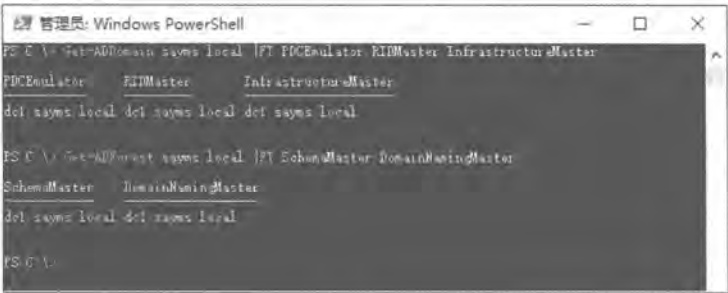 管理员: Windows PowerShell
PS C:\> Get-ADDomain sayms.local |FT PDCEmulator,RIDMaster,InfrastructureMaster
PDCEmulator RIDMaster InfrastructureMaster
dc1.sayms.local dc1.sayms.local dc1.sayms.local
PS C:\> Get-ADForest sayms.local |FT SchemaMaster,DomainNamingMaster
SchemaMaster DomainNamingMaster
dc1.sayms.local dc1.sayms.local
PS C:\>